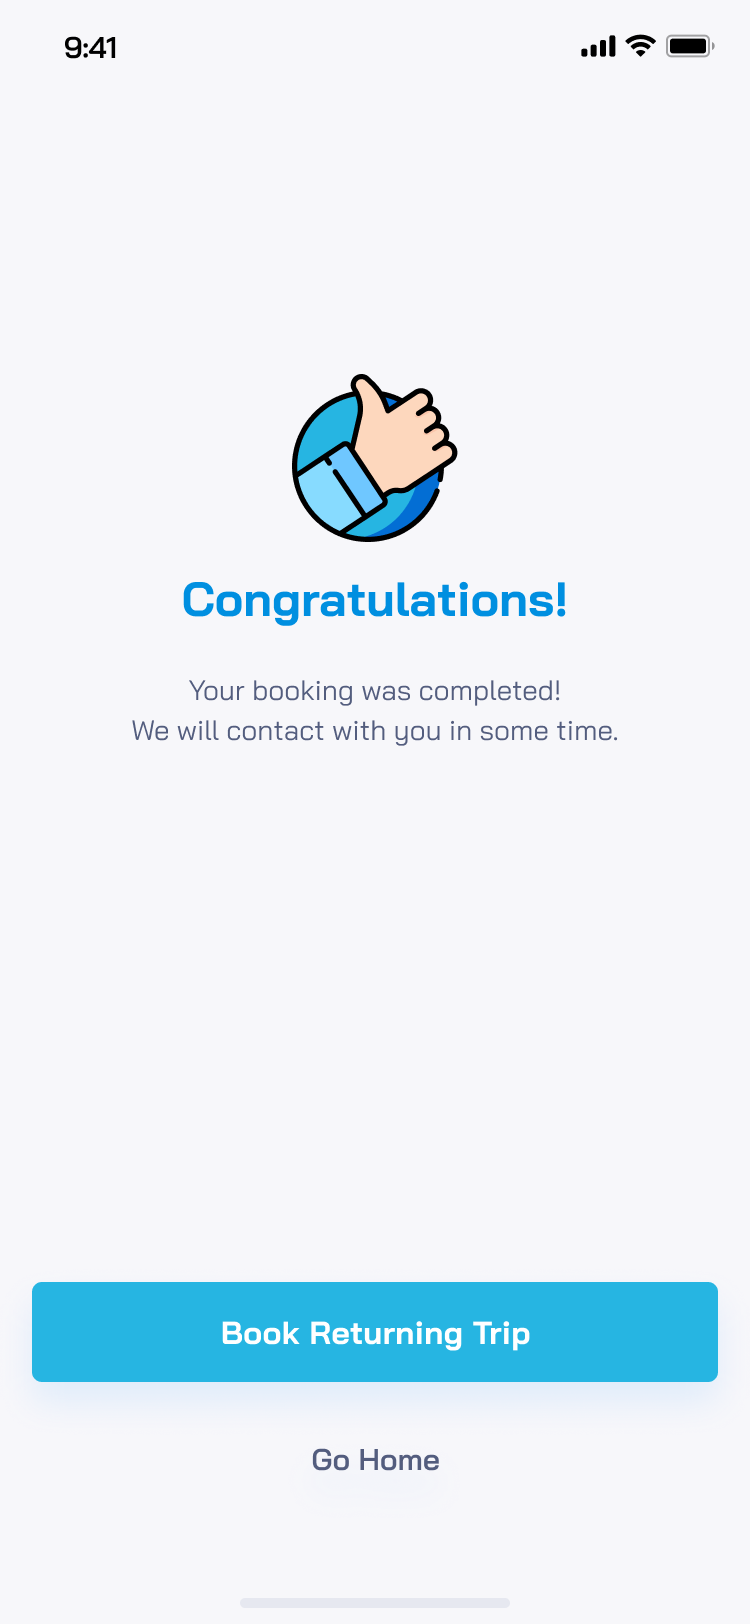 9:41
Congratulations!
Your booking was completed!
We will contact with you in some time.
Book Returning Trip
Go Home